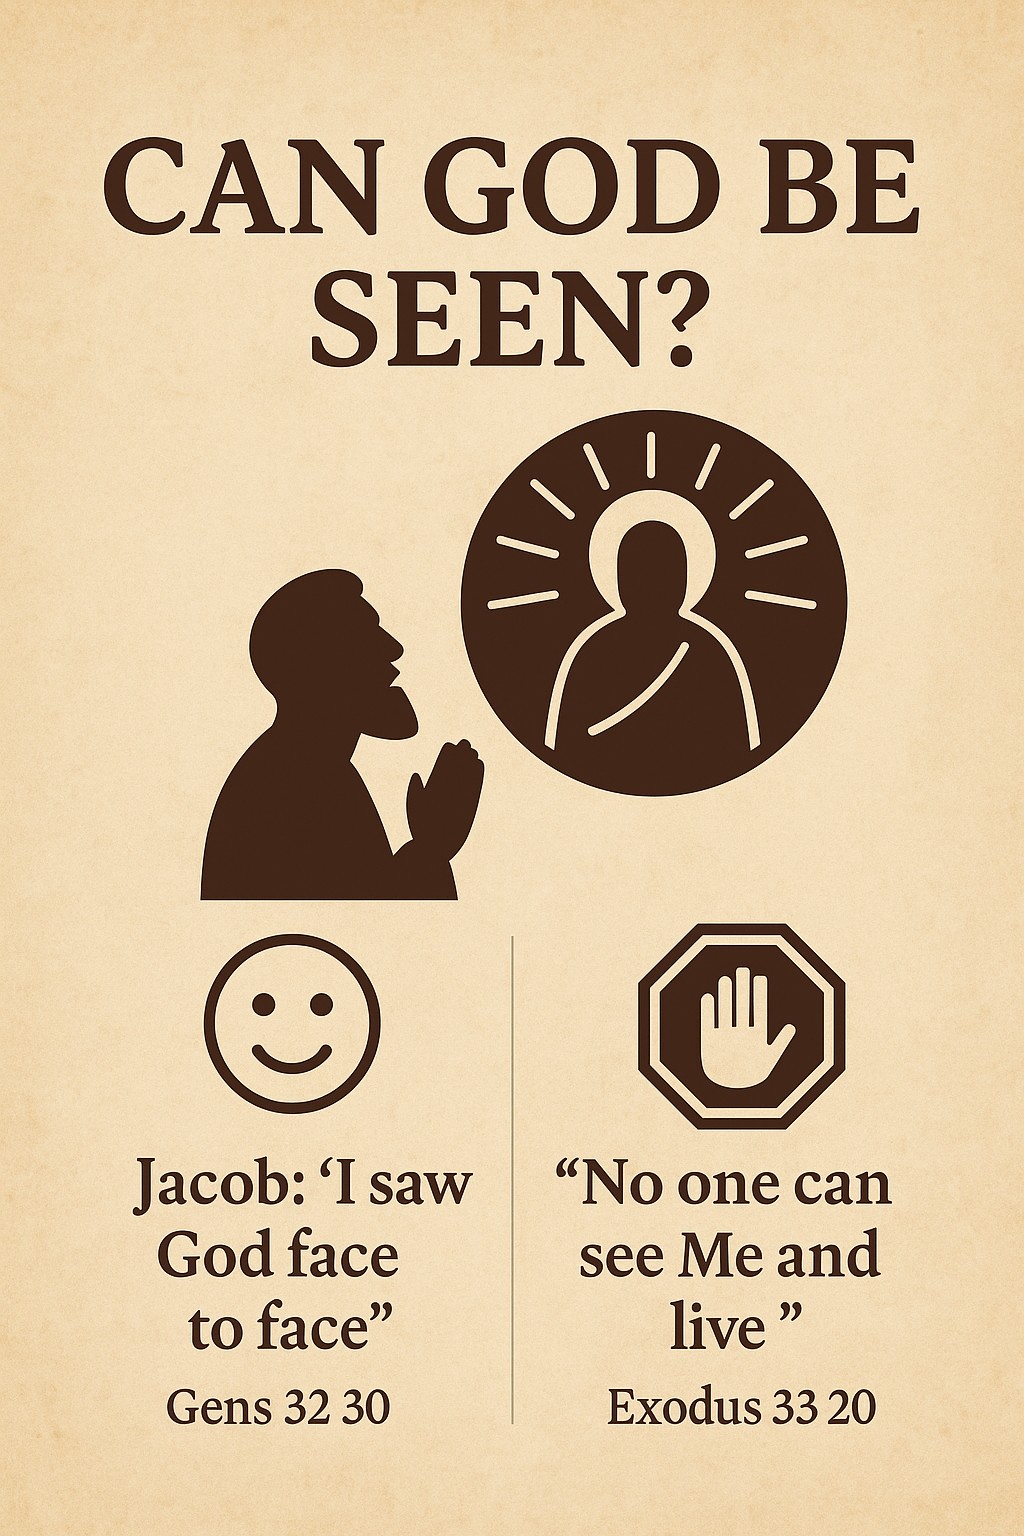 CAN GOD BE
SEEN?
Jacob: ‘I saw
God face
to face”
Gens 32 30
“No one can
see Me and
live ”
Exodus 33 20